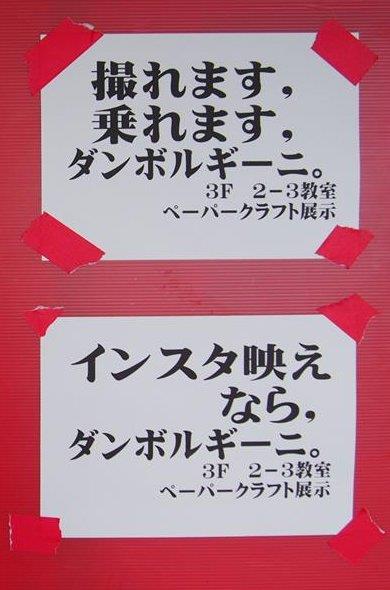 撮れます,
乗れます,
ダンボルギーニ。
3F 2-3教室
ペーパークラフト展示
インスタ映え
なら,
ダンボルギーニ。
3F 2-3教室
ペーパークラフト展示